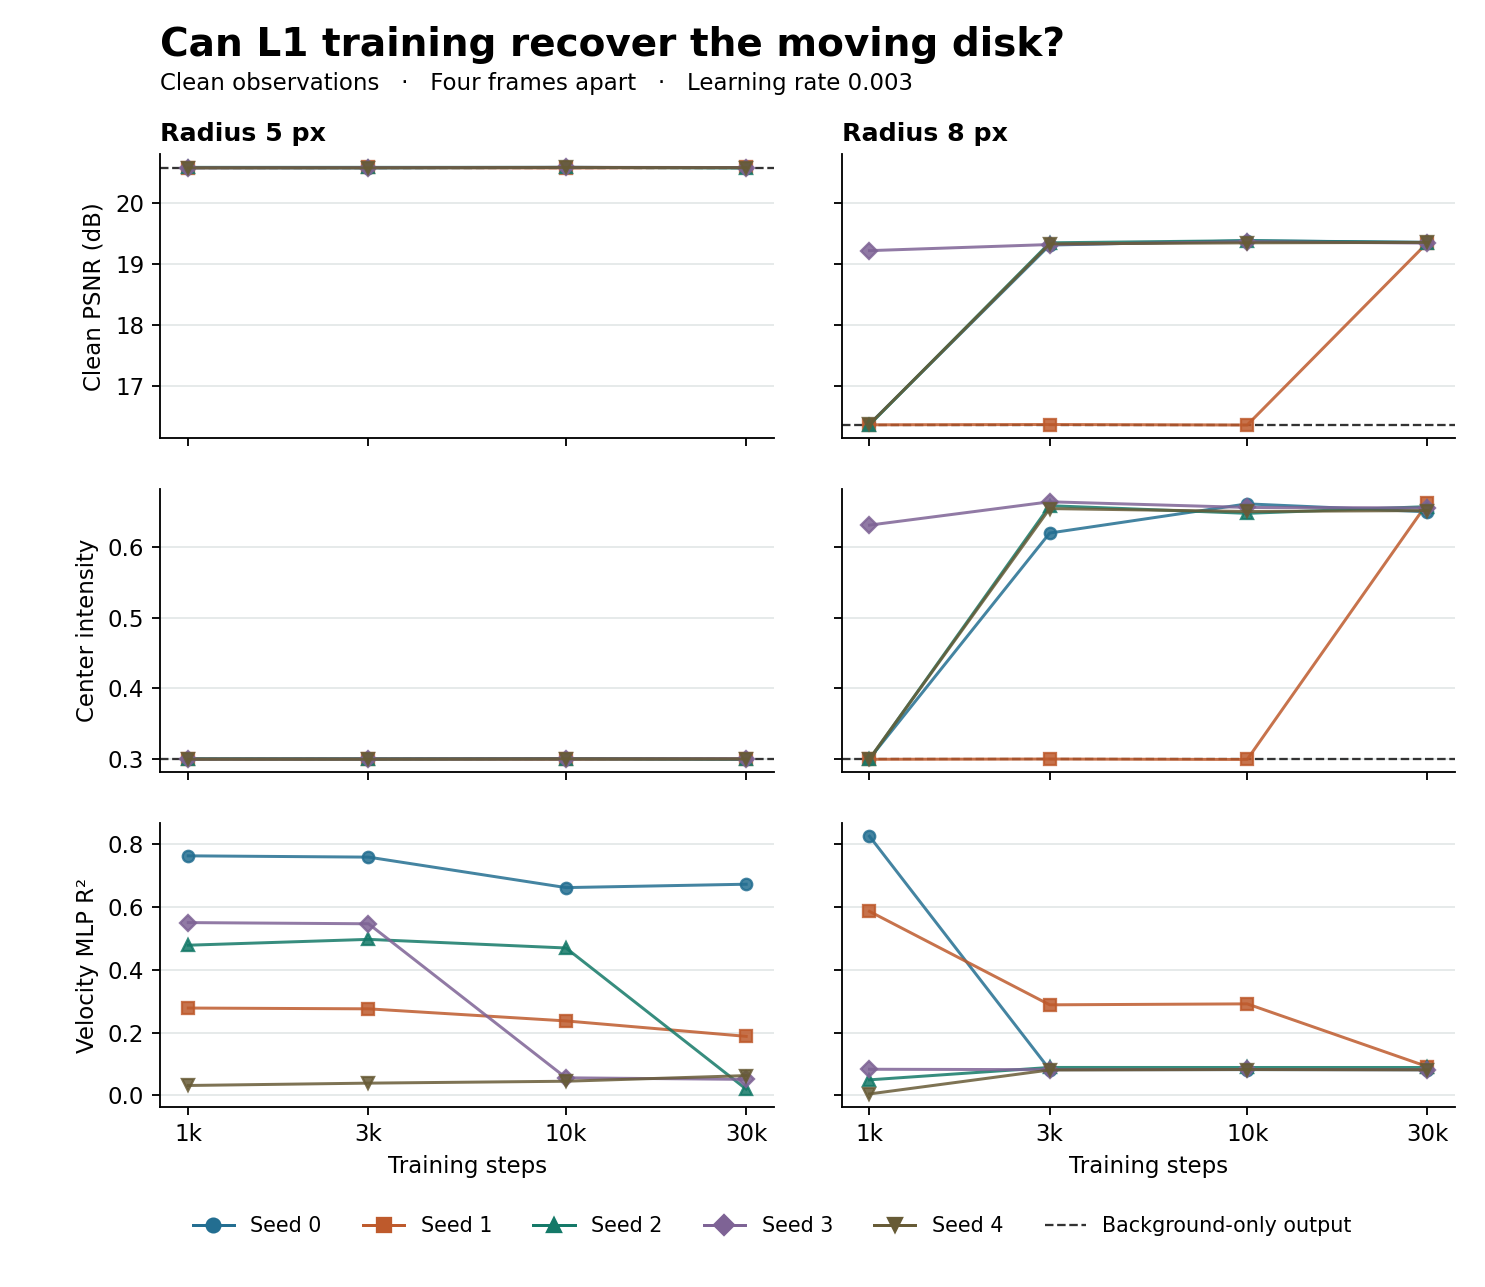 Can L1 training recover the moving disk?
Clean observations · Four frames apart · Learning rate 0.003
Radius 5 px
Radius 8 px
Clean PSNR (dB)
20
19
18
17
Center intensity
0.6
0.5
0.4
0.3
Velocity MLP R²
0.8
0.6
0.4
0.2
0.0
1k 3k 10k 30k
1k 3k 10k 30k
Training steps
Training steps
Seed 0 Seed 1 Seed 2 Seed 3 Seed 4 Background-only output